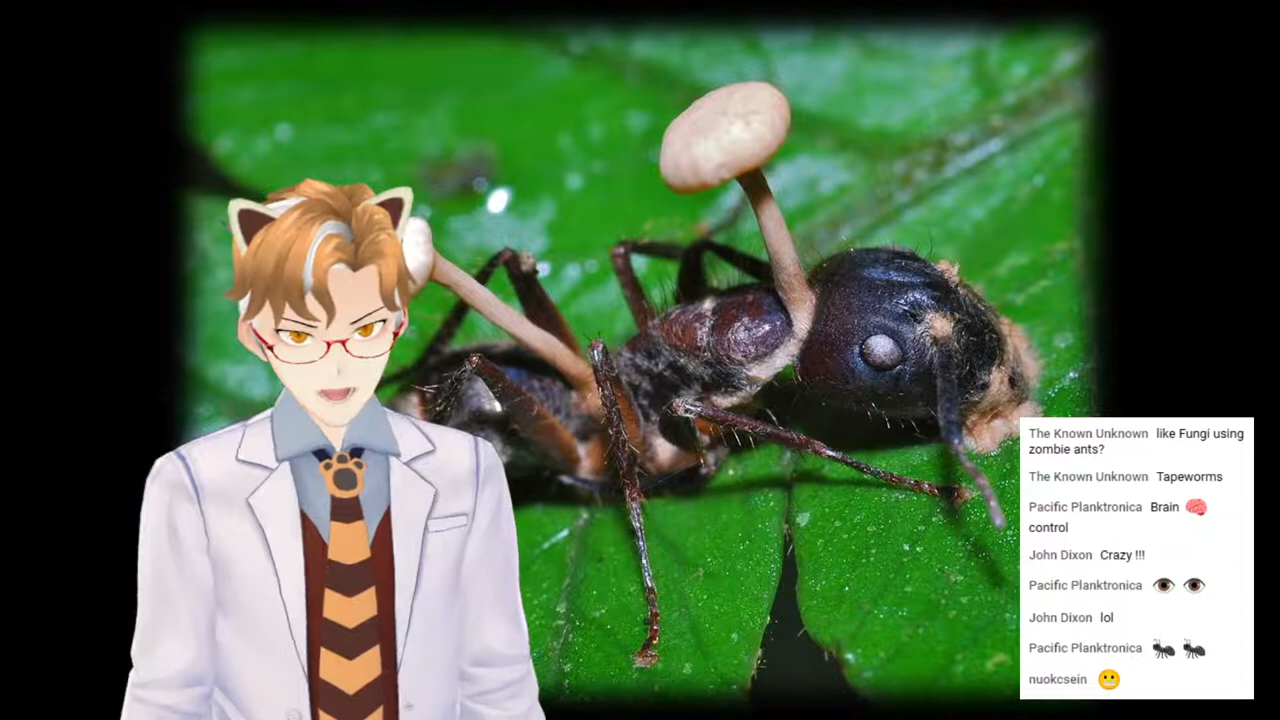 The Known Unknown like Fungi using
zombie ants?
The Known Unknown Tapeworms
Pacific Planktronica Brain 🧠
control
John Dixon Crazy !!!
Pacific Planktronica 👁️ 👁️
John Dixon lol
Pacific Planktronica 🐜 🐜
nuokcsein 😬